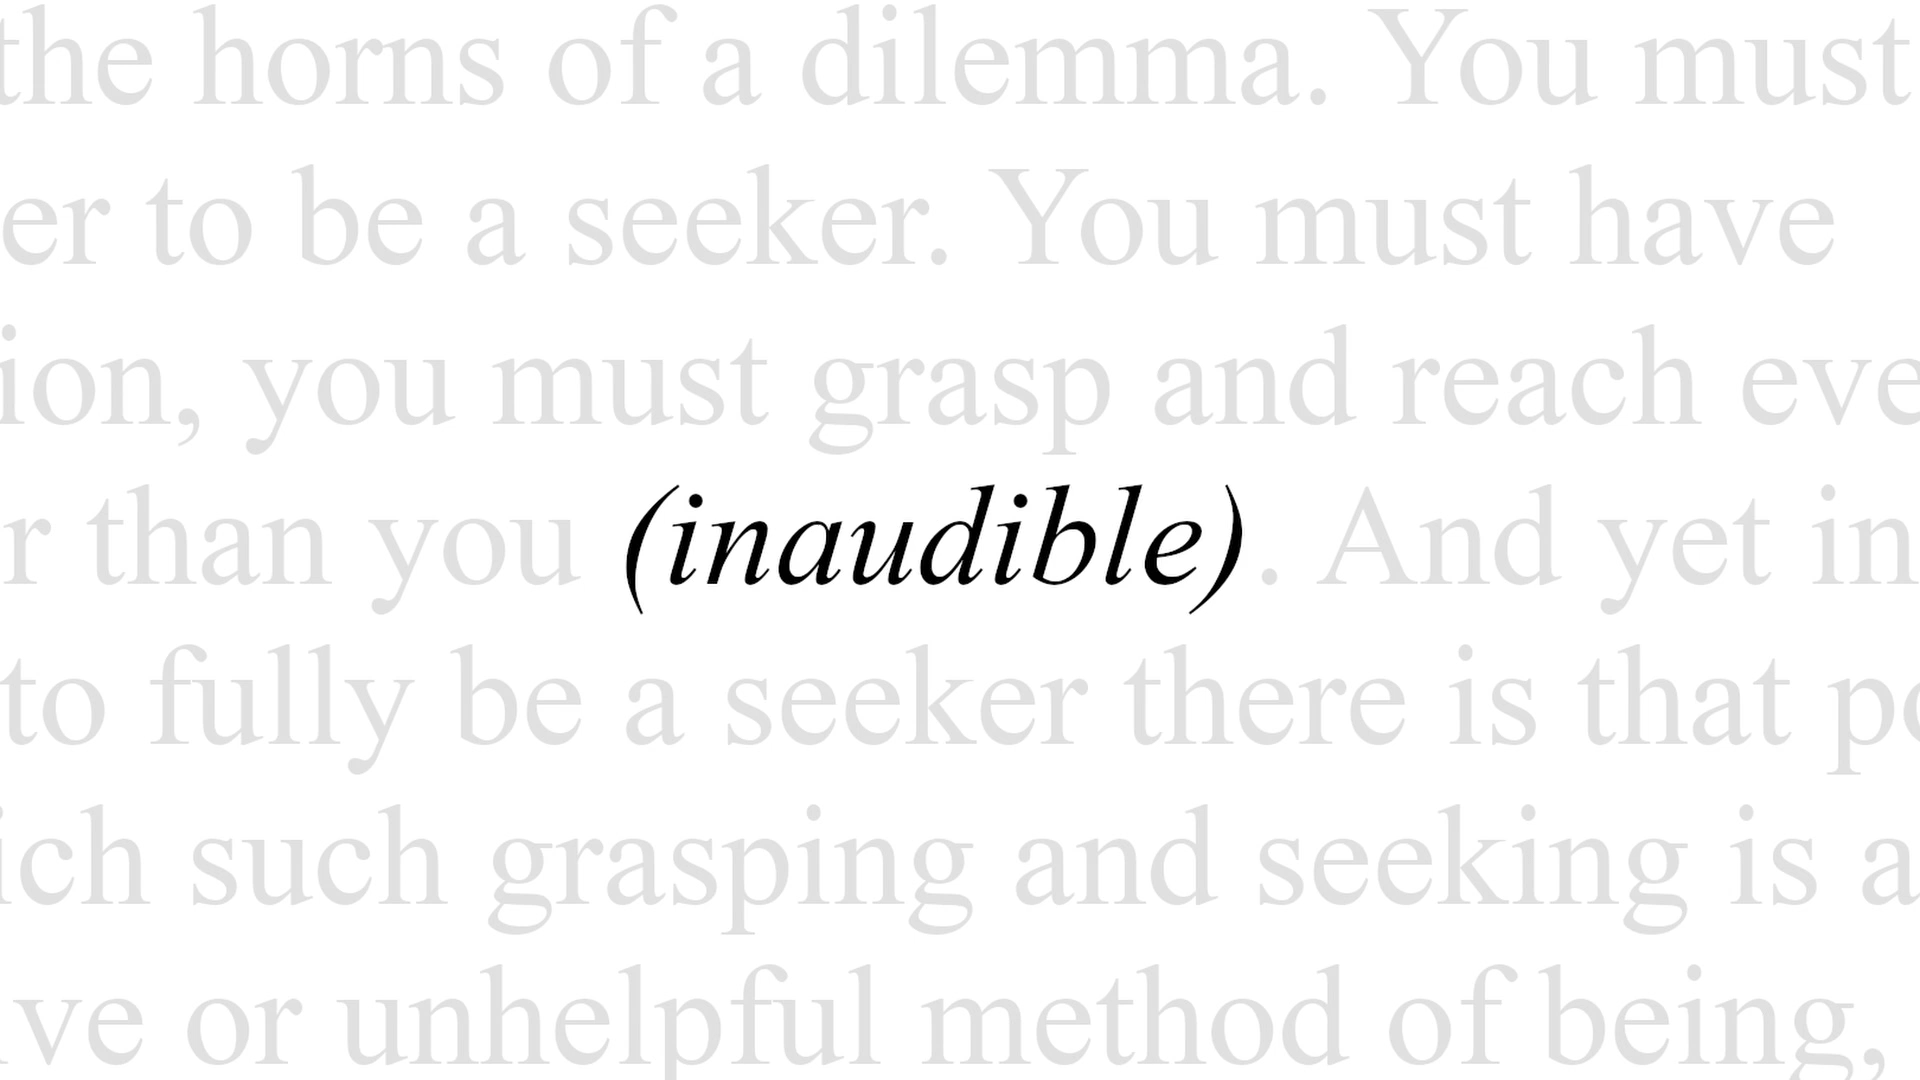 the horns of a dilemma. You must
er to be a seeker. You must have
ion, you must grasp and reach eve
r than you (inaudible). And yet in
to fully be a seeker there is that po
ich such grasping and seeking is a
ve or unhelpful method of being,